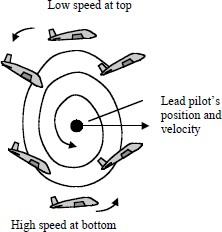 Low speed at top
Lead pilot's
position and
velocity
High speed at bottom